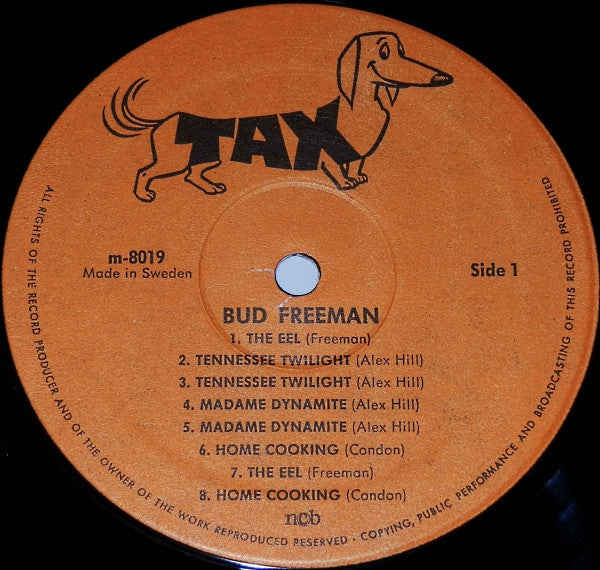 TAX
m-8019
Made in Sweden
Side 1
BUD FREEMAN
1. THE EEL (Freeman)
2. TENNESSEE TWILIGHT (Alex Hill)
3. TENNESSEE TWILIGHT (Alex Hill)
4. MADAME DYNAMITE (Alex Hill)
5. MADAME DYNAMITE (Alex Hill)
6. HOME COOKING (Condon)
7. THE EEL (Freeman)
8. HOME COOKING (Condon)
ncb
ALL RIGHTS OF THE RECORD PRODUCER AND OF THE OWNER OF THE WORK REPRODUCED RESERVED · COPYING, PUBLIC PERFORMANCE AND BROADCASTING OF THIS RECORD PROHIBITED